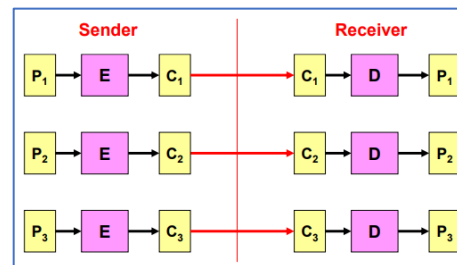 Sender Receiver
P1 E C1 C1 D P1
P2 E C2 C2 D P2
P3 E C3 C3 D P3